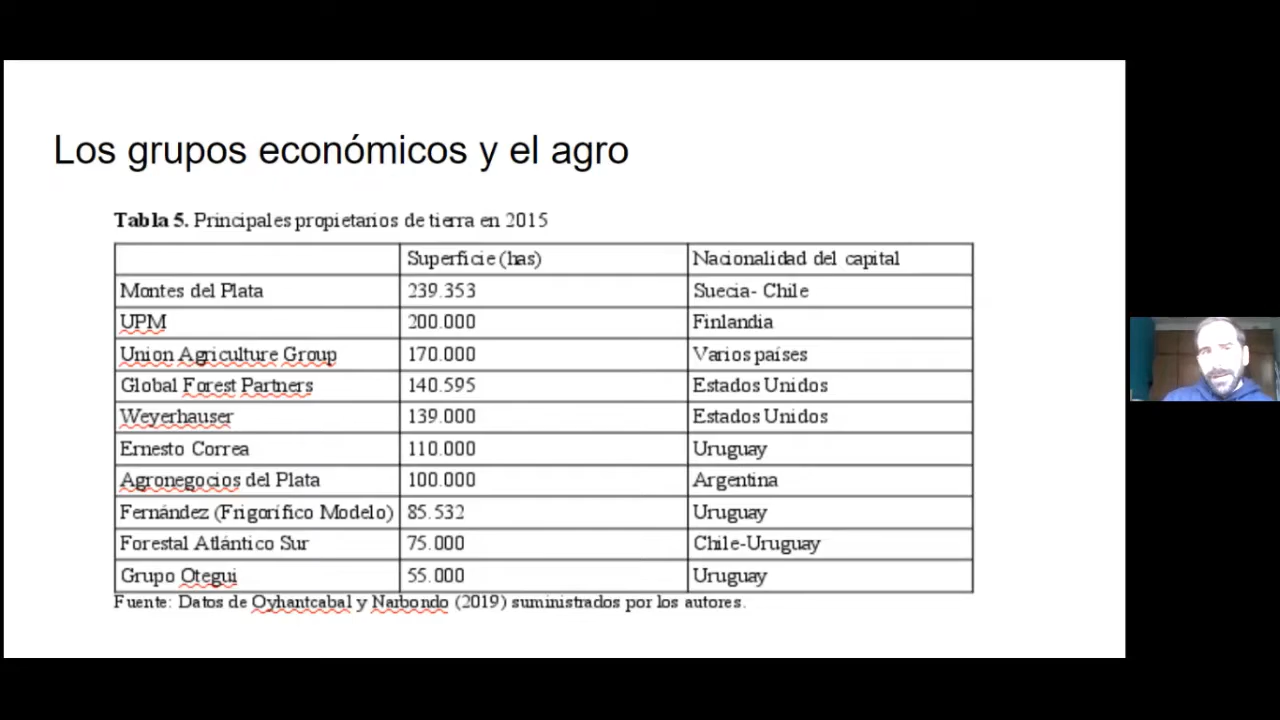 Los grupos económicos y el agro
Tabla 5. Principales propietarios de tierra en 2015
Superficie (has) Nacionalidad del capital
Montes del Plata 239.353 Suecia- Chile
UPM 200.000 Finlandia
Union Agriculture Group 170.000 Varios países
Global Forest Partners 140.595 Estados Unidos
Weyerhauser 139.000 Estados Unidos
Ernesto Correa 110.000 Uruguay
Agronegocios del Plata 100.000 Argentina
Fernández (Frigorífico Modelo) 85.532 Uruguay
Forestal Atlántico Sur 75.000 Chile-Uruguay
Grupo Otegui 55.000 Uruguay
Fuente: Datos de Oyhantcabal y Narbondo (2019) suministrados por los autores.